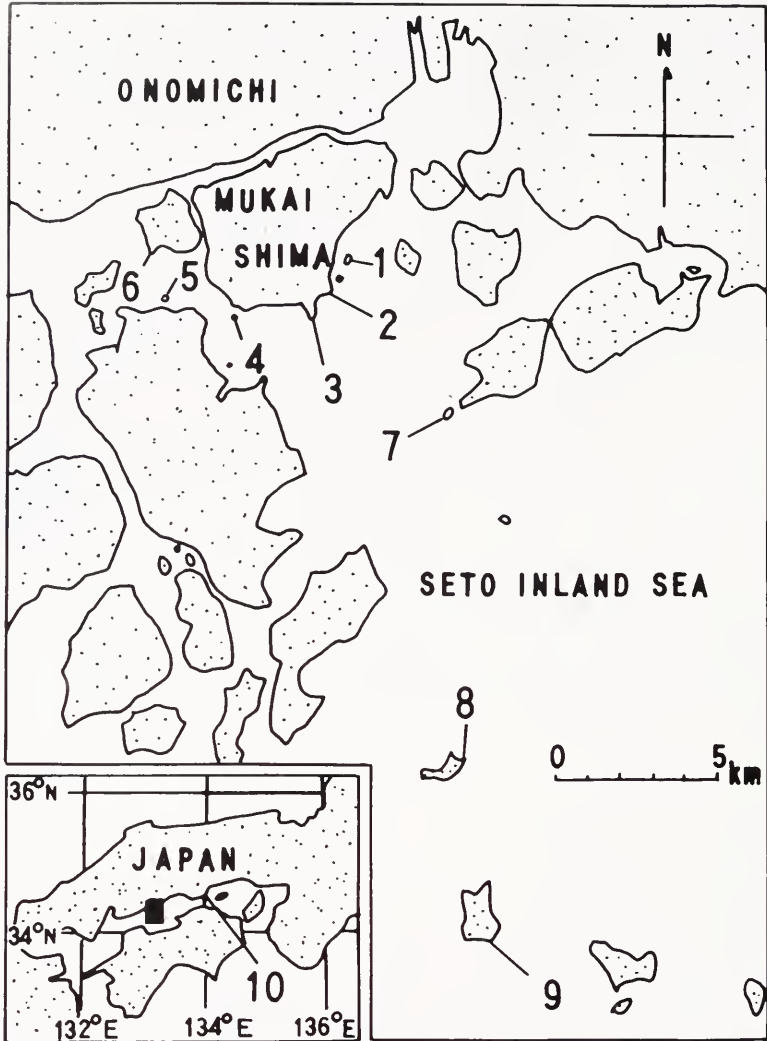 N
ONOMICHI
MUKAI
SHIMA
1
6
5
2
4
3
7
SETO INLAND SEA
8
0 5
km
36°N
JAPAN
34°N
10
9
132°E 134°E 136°E